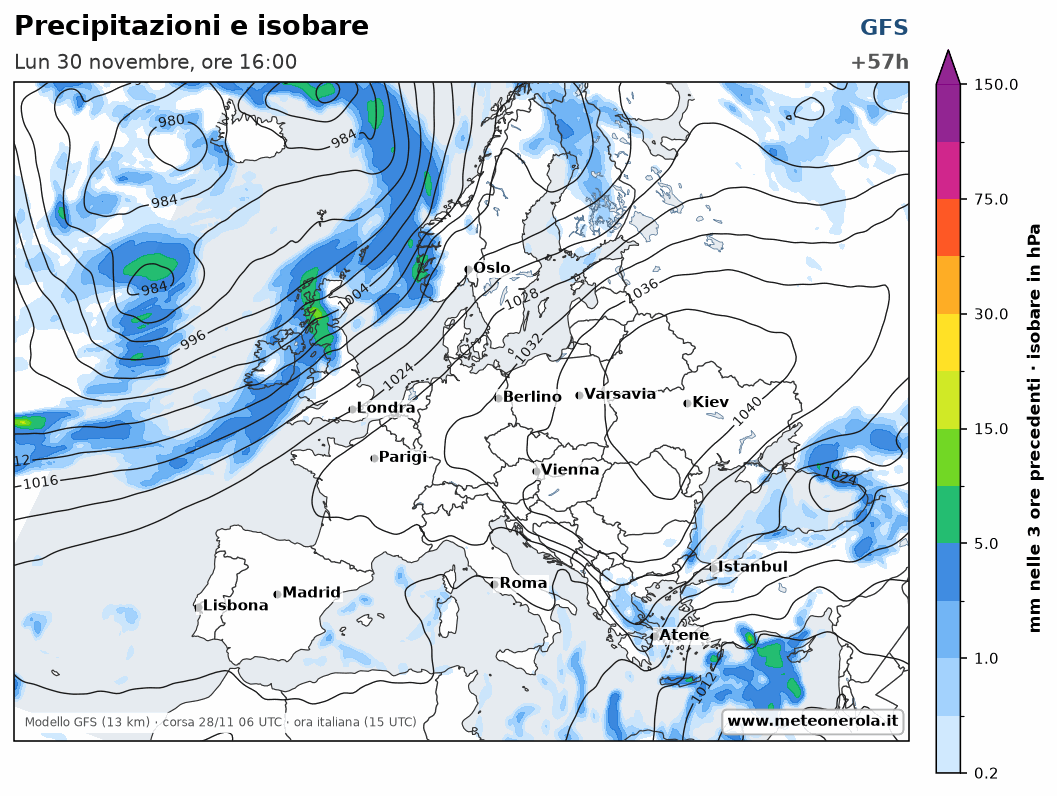 Precipitazioni e isobare
GFS
Lun 30 novembre, ore 16:00
+57h
150.0
75.0
30.0
15.0
5.0
1.0
0.2
mm nelle 3 ore precedenti · isobare in hPa
980
984
984
984
996
1004
1028
1036
1032
1024
1040
12
1016
1024
1012
Oslo
Londra
Berlino
Varsavia
Kiev
Parigi
Vienna
Istanbul
Roma
Madrid
Lisbona
Atene
Modello GFS (13 km) · corsa 28/11 06 UTC · ora italiana (15 UTC)
www.meteonerola.it